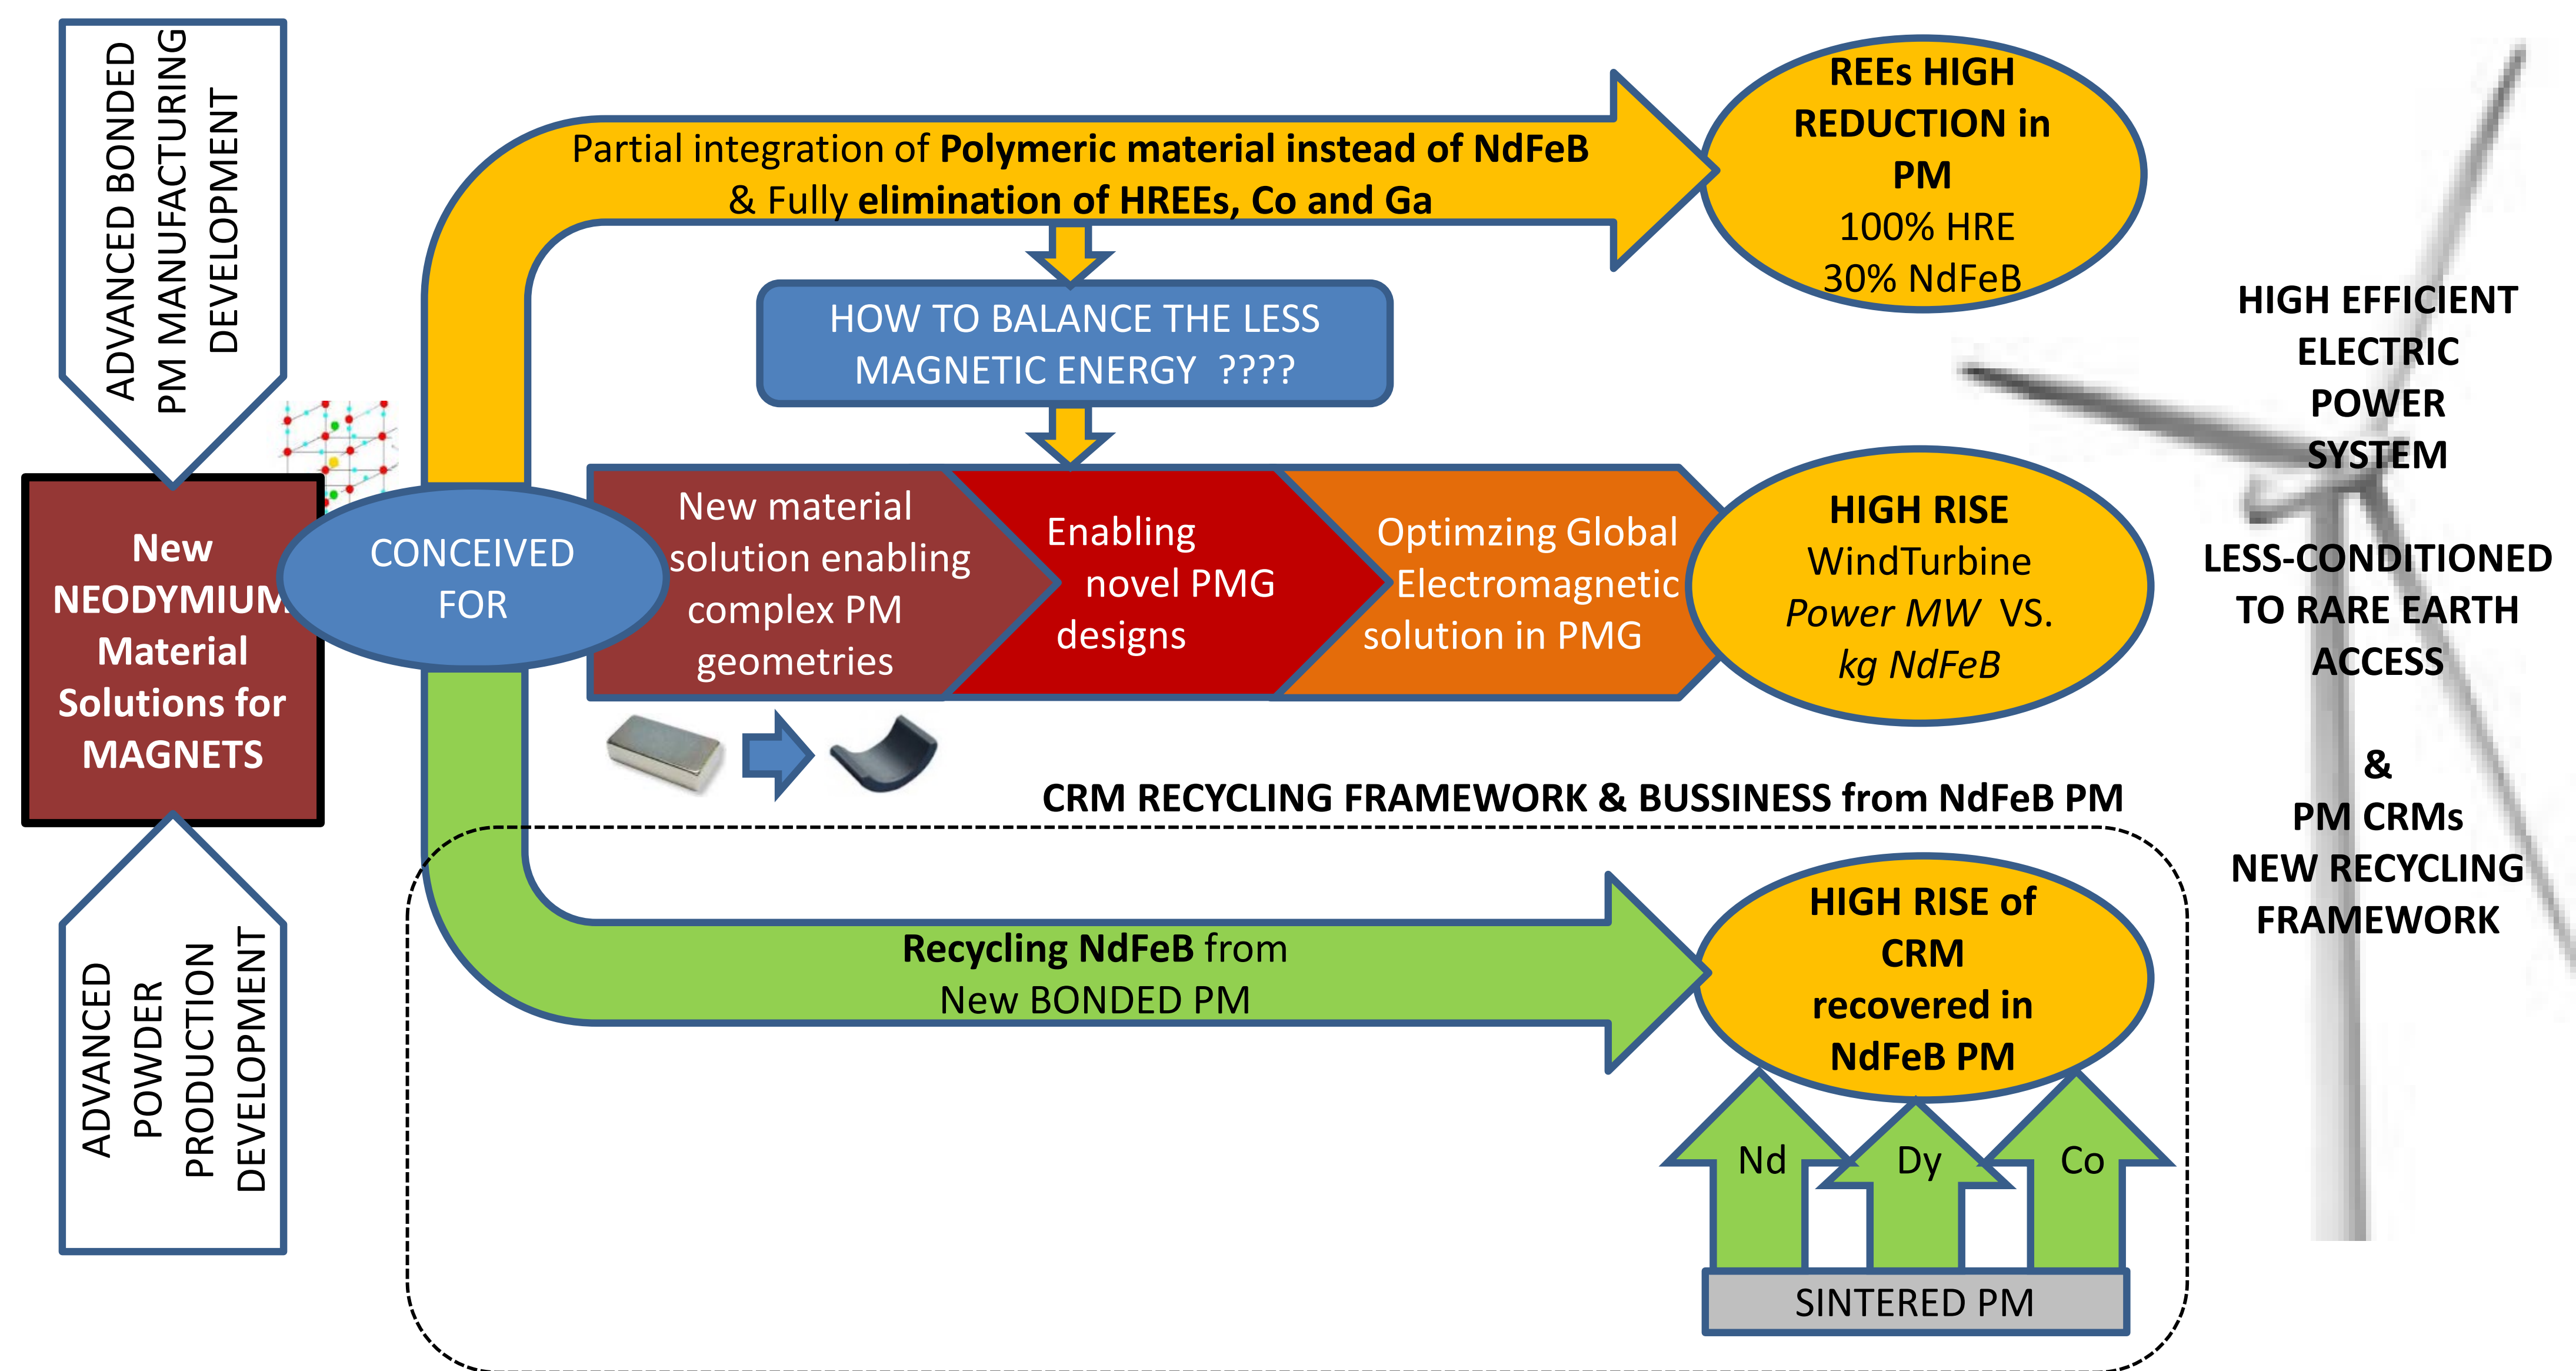 ADVANCED BONDED
PM MANUFACTURING
DEVELOPMENT
New
NEODYMIUM
Material
Solutions for
MAGNETS
ADVANCED
POWDER
PRODUCTION
DEVELOPMENT
CONCEIVED
FOR
Partial integration of Polymeric material instead of NdFeB
& Fully elimination of HREEs, Co and Ga
REEs HIGH
REDUCTION in
PM
100% HRE
30% NdFeB
HOW TO BALANCE THE LESS
MAGNETIC ENERGY ????
New material
solution enabling
complex PM
geometries
Enabling
novel PMG
designs
Optimzing Global
Electromagnetic
solution in PMG
HIGH RISE
WindTurbine
Power MW VS.
kg NdFeB
CRM RECYCLING FRAMEWORK & BUSSINESS from NdFeB PM
Recycling NdFeB from
New BONDED PM
HIGH RISE of
CRM
recovered in
NdFeB PM
Nd
Dy
Co
SINTERED PM
HIGH EFFICIENT
ELECTRIC
POWER
SYSTEM
LESS-CONDITIONED
TO RARE EARTH
ACCESS
&
PM CRMs
NEW RECYCLING
FRAMEWORK